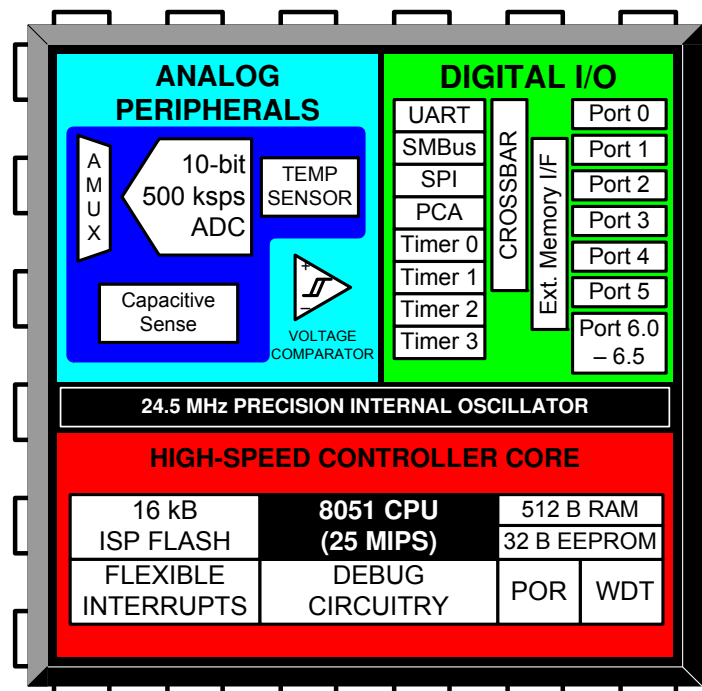 ANALOG
PERIPHERALS
A
M
U
X
10-bit
500 ksps
ADC
TEMP
SENSOR
Capacitive
Sense
+
–
VOLTAGE
COMPARATOR
DIGITAL I/O
UART
SMBus
SPI
PCA
Timer 0
Timer 1
Timer 2
Timer 3
CROSSBAR
Ext. Memory I/F
Port 0
Port 1
Port 2
Port 3
Port 4
Port 5
Port 6.0
– 6.5
24.5 MHz PRECISION INTERNAL OSCILLATOR
HIGH-SPEED CONTROLLER CORE
16 kB
ISP FLASH
8051 CPU
(25 MIPS)
512 B RAM
32 B EEPROM
FLEXIBLE
INTERRUPTS
DEBUG
CIRCUITRY
POR
WDT